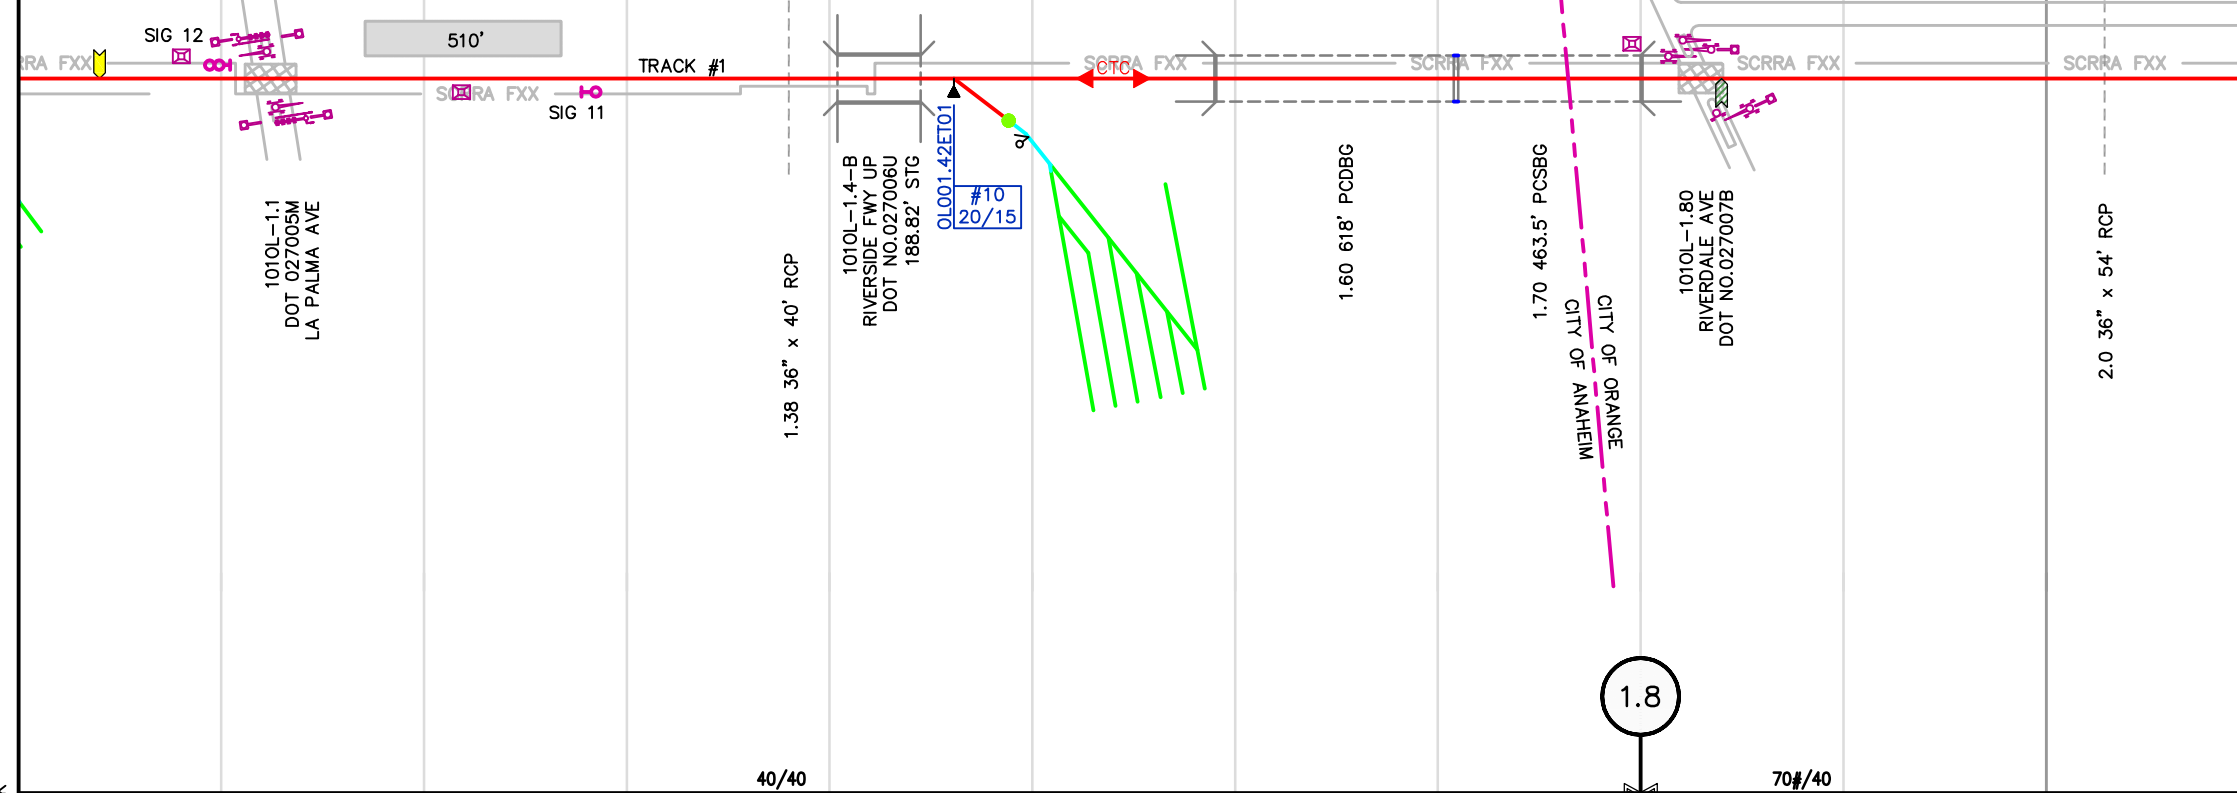 SIG 12
510'
RRA FXX
TRACK #1
SCRRA FXX
SIG 11
SCRRA FXX
CTC
SCRRA FXX
SCRRA FXX
SCRRA FXX
101OL-1.1
DOT 027005M
LA PALMA AVE
1.38 36" x 40' RCP
101OL-1.4-B
RIVERSIDE FWY UP
DOT NO.027006U
188.82' STG
OL001.42ET01
#10
20/15
1.60 618' PCDBG
1.70 463.5' PCSBG
CITY OF ANAHEIM
CITY OF ORANGE
101OL-1.80
RIVERDALE AVE
DOT NO.027007B
2.0 36" x 54' RCP
1.8
40/40
70#/40